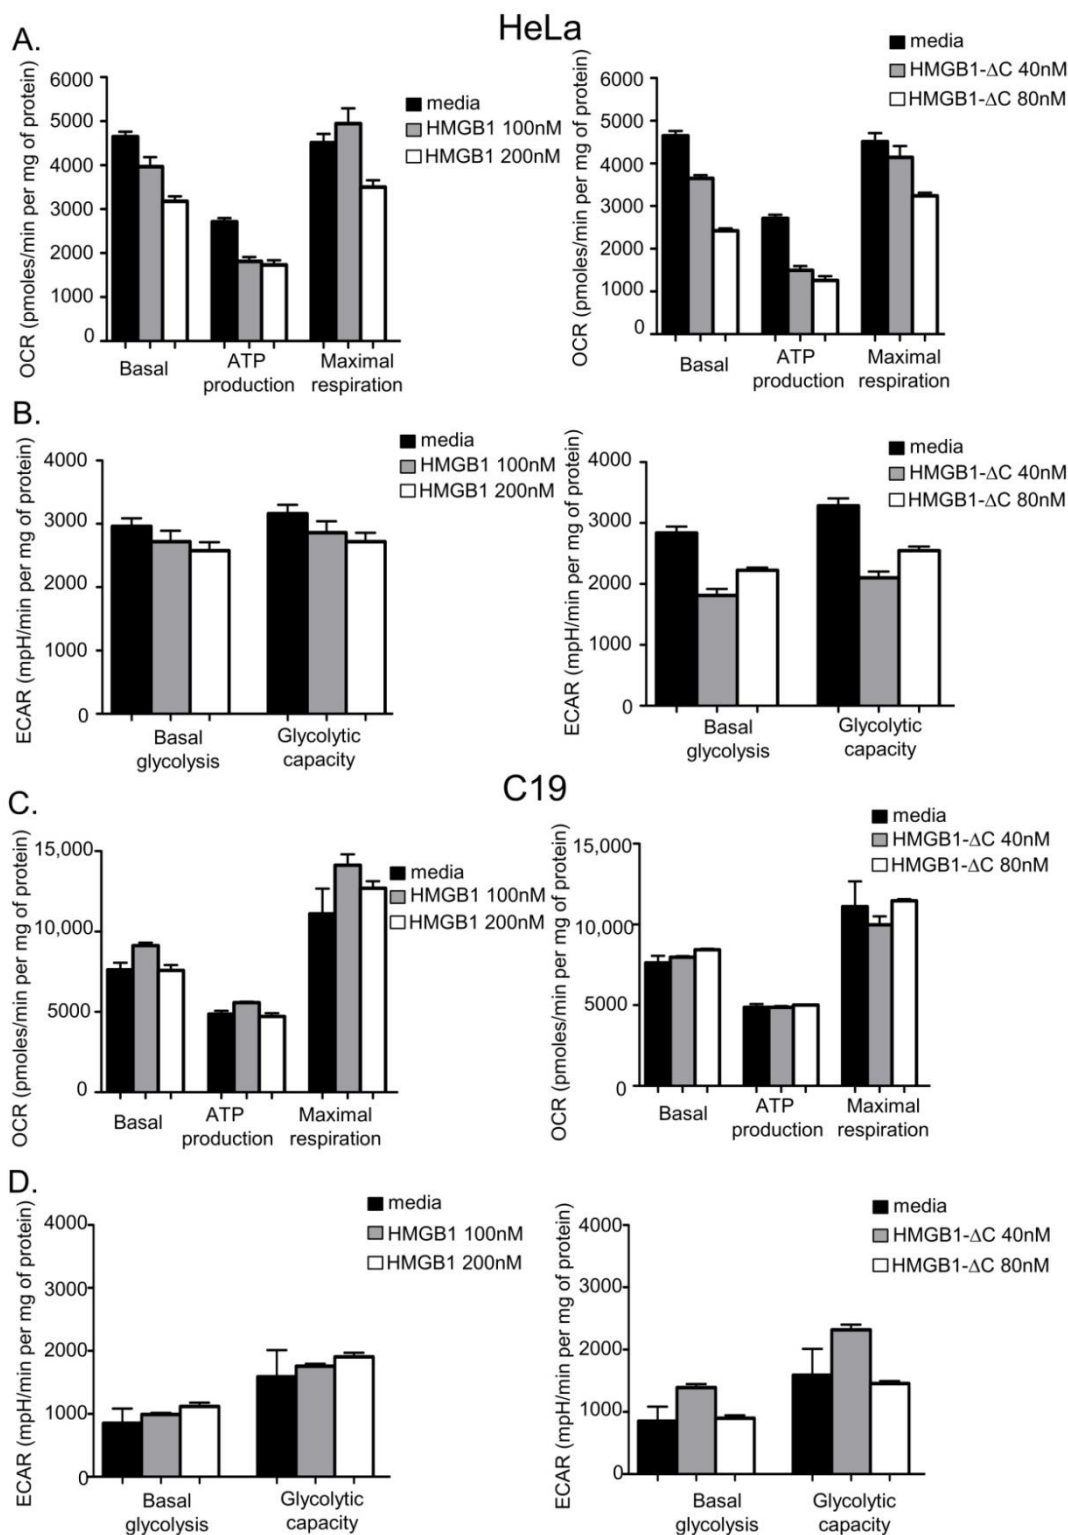 HeLa
A.
OCR (pmoles/min per mg of protein)
6000
5000
4000
3000
2000
1000
0
media
HMGB1 100nM
HMGB1 200nM
Basal
ATP
production
Maximal
respiration
OCR (pmoles/min per mg of protein)
6000
5000
4000
3000
2000
1000
0
media
HMGB1-ΔC 40nM
HMGB1-ΔC 80nM
Basal
ATP
production
Maximal
respiration
B.
ECAR (mpH/min per mg of protein)
4000
3000
2000
1000
0
media
HMGB1 100nM
HMGB1 200nM
Basal
glycolysis
Glycolytic
capacity
ECAR (mpH/min per mg of protein)
4000
3000
2000
1000
0
media
HMGB1-ΔC 40nM
HMGB1-ΔC 80nM
Basal
glycolysis
Glycolytic
capacity
C19
C.
OCR (pmoles/min per mg of protein)
15,000
10,000
5000
0
media
HMGB1 100nM
HMGB1 200nM
Basal
ATP
production
Maximal
respiration
OCR (pmoles/min per mg of protein)
15,000
10,000
5000
0
media
HMGB1-ΔC 40nM
HMGB1-ΔC 80nM
Basal
ATP
production
Maximal
respiration
D.
ECAR (mpH/min per mg of protein)
4000
3000
2000
1000
0
media
HMGB1 100nM
HMGB1 200nM
Basal
glycolysis
Glycolytic
capacity
ECAR (mpH/min per mg of protein)
4000
3000
2000
1000
0
media
HMGB1-ΔC 40nM
HMGB1-ΔC 80nM
Basal
glycolysis
Glycolytic
capacity